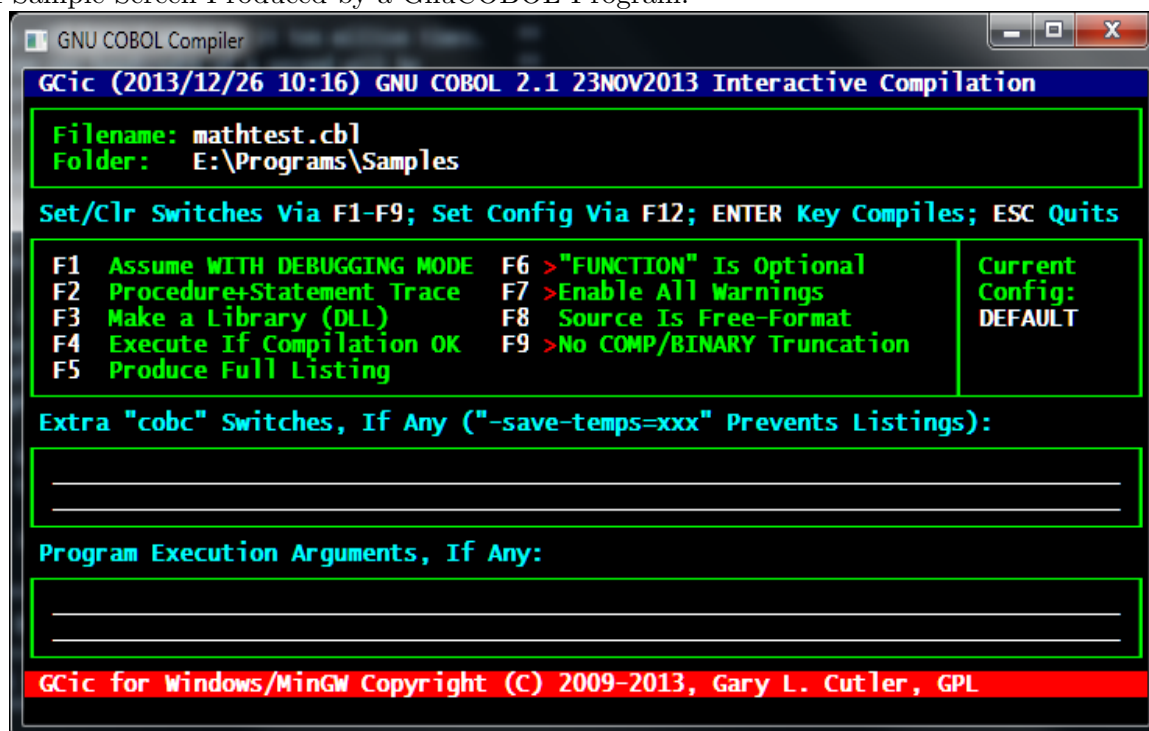 Sample Screen Produced by a GnuCOBOL Program.
GNU COBOL Compiler
GCic (2013/12/26 10:16) GNU COBOL 2.1 23NOV2013 Interactive Compilation
Filename: mathtest.cbl
Folder: E:\Programs\Samples
Set/Clr Switches Via F1-F9; Set Config Via F12; ENTER Key Compiles; ESC Quits
F1 Assume WITH DEBUGGING MODE F6 >"FUNCTION" Is Optional Current
F2 Procedure+Statement Trace F7 >Enable All Warnings Config:
F3 Make a Library (DLL) F8 Source Is Free-Format DEFAULT
F4 Execute If Compilation OK F9 >No COMP/BINARY Truncation
F5 Produce Full Listing
Extra "cobc" Switches, If Any ("-save-temps=xxx" Prevents Listings):
Program Execution Arguments, If Any:
GCic for Windows/MinGW Copyright (C) 2009-2013, Gary L. Cutler, GPL